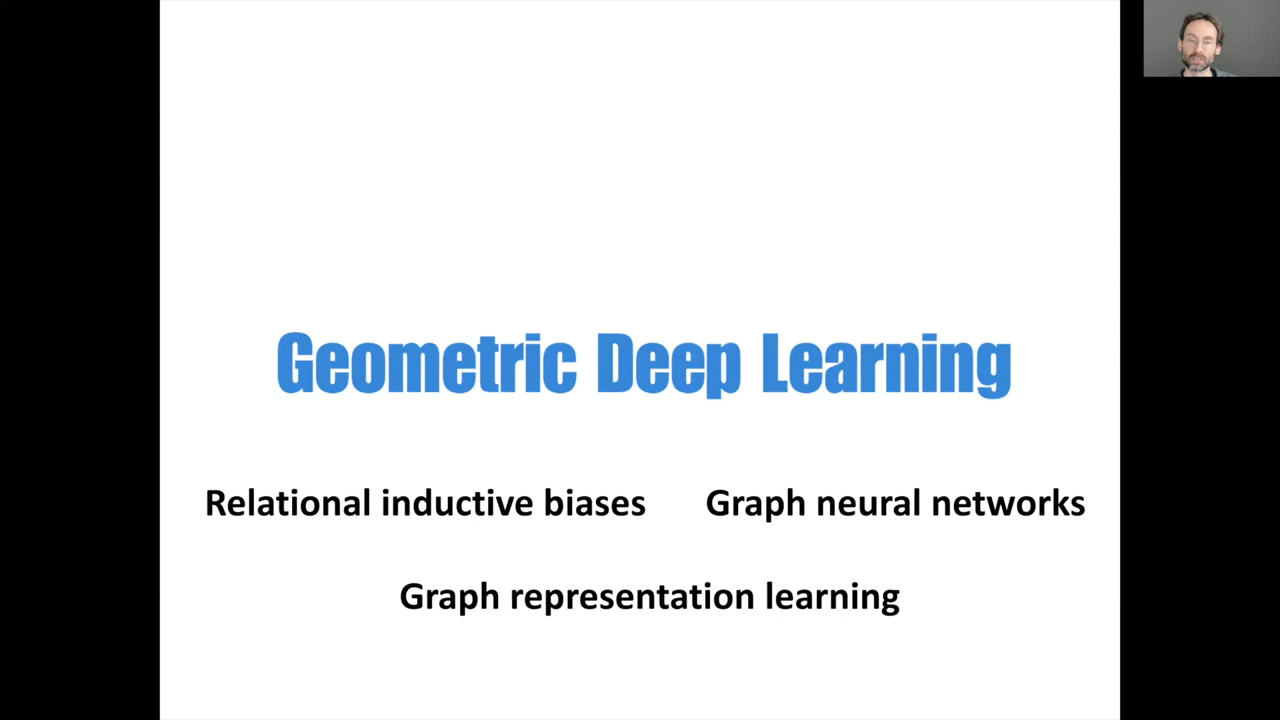 Geometric Deep Learning
Relational inductive biases Graph neural networks
Graph representation learning